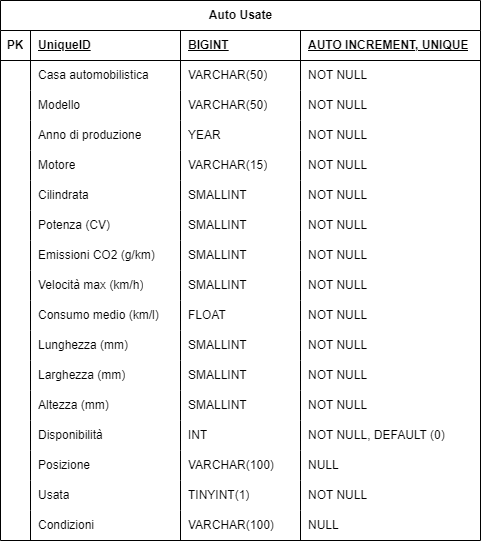 Auto Usate
PK UniqueID BIGINT AUTO INCREMENT, UNIQUE
Casa automobilistica VARCHAR(50) NOT NULL
Modello VARCHAR(50) NOT NULL
Anno di produzione YEAR NOT NULL
Motore VARCHAR(15) NOT NULL
Cilindrata SMALLINT NOT NULL
Potenza (CV) SMALLINT NOT NULL
Emissioni CO2 (g/km) SMALLINT NOT NULL
Velocità max (km/h) SMALLINT NOT NULL
Consumo medio (km/l) FLOAT NOT NULL
Lunghezza (mm) SMALLINT NOT NULL
Larghezza (mm) SMALLINT NOT NULL
Altezza (mm) SMALLINT NOT NULL
Disponibilità INT NOT NULL, DEFAULT (0)
Posizione VARCHAR(100) NULL
Usata TINYINT(1) NOT NULL
Condizioni VARCHAR(100) NULL